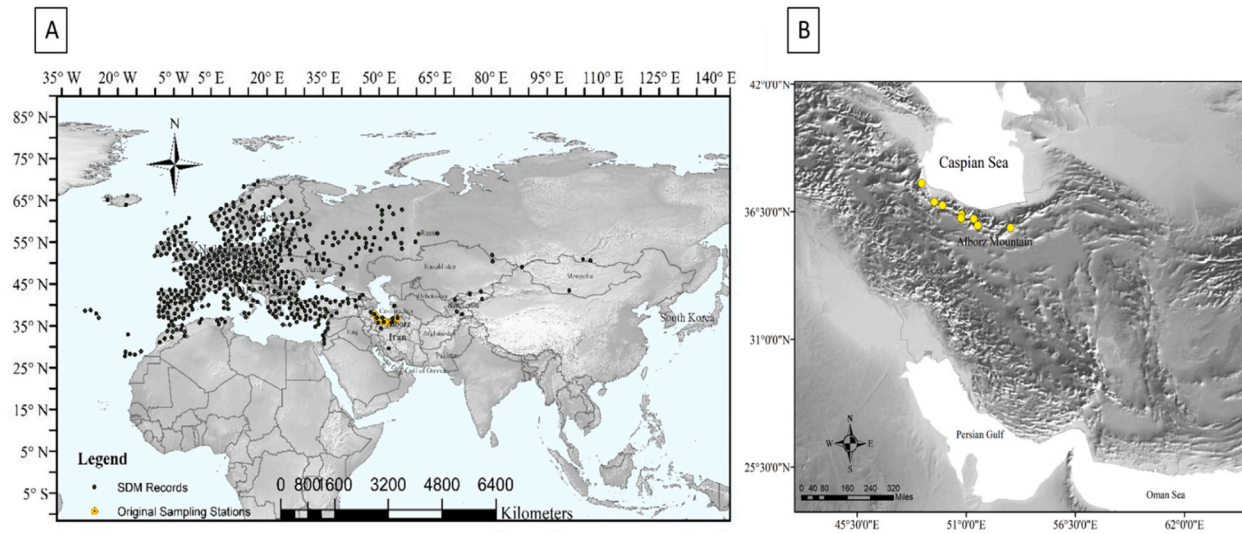 A
B
35° W 20° W 5° W 5° E 20° E 35° E 50° E 65° E 80° E 95° E 110° E 125° E 140° E
85° N
75° N
65° N
55° N
45° N
35° N
25° N
15° N
5° N
5° S
N
Kazakhstan
Mongolia
Iran
South Korea
Legend
SDM Records
Original Sampling Stations
0 800 1600 3200 4800 6400
Kilometers
42°0'0"N
36°30'0"N
31°0'0"N
25°30'0"N
Caspian Sea
Alborz Mountain
Persian Gulf
Oman Sea
N
W E
S
0 40 80 160 240 320
Miles
45°30'0"E 51°0'0"E 56°30'0"E 62°0'0"E